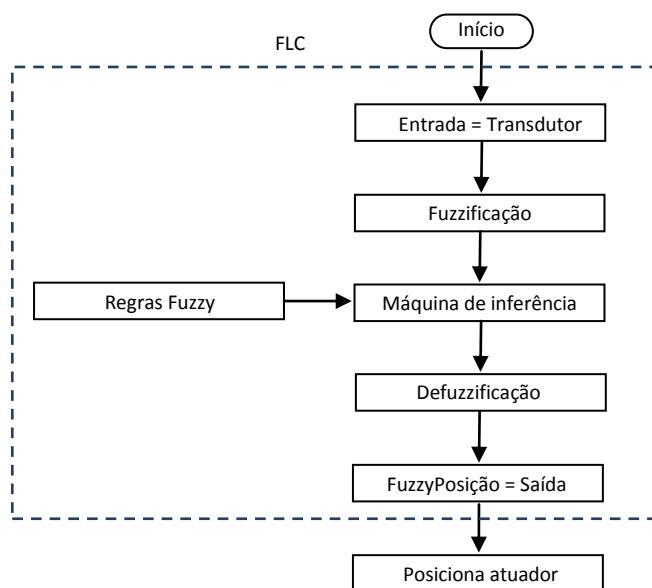 Início
FLC
Entrada = Transdutor
Fuzzificação
Regras Fuzzy
Máquina de inferência
Defuzzificação
FuzzyPosição = Saída
Posiciona atuador